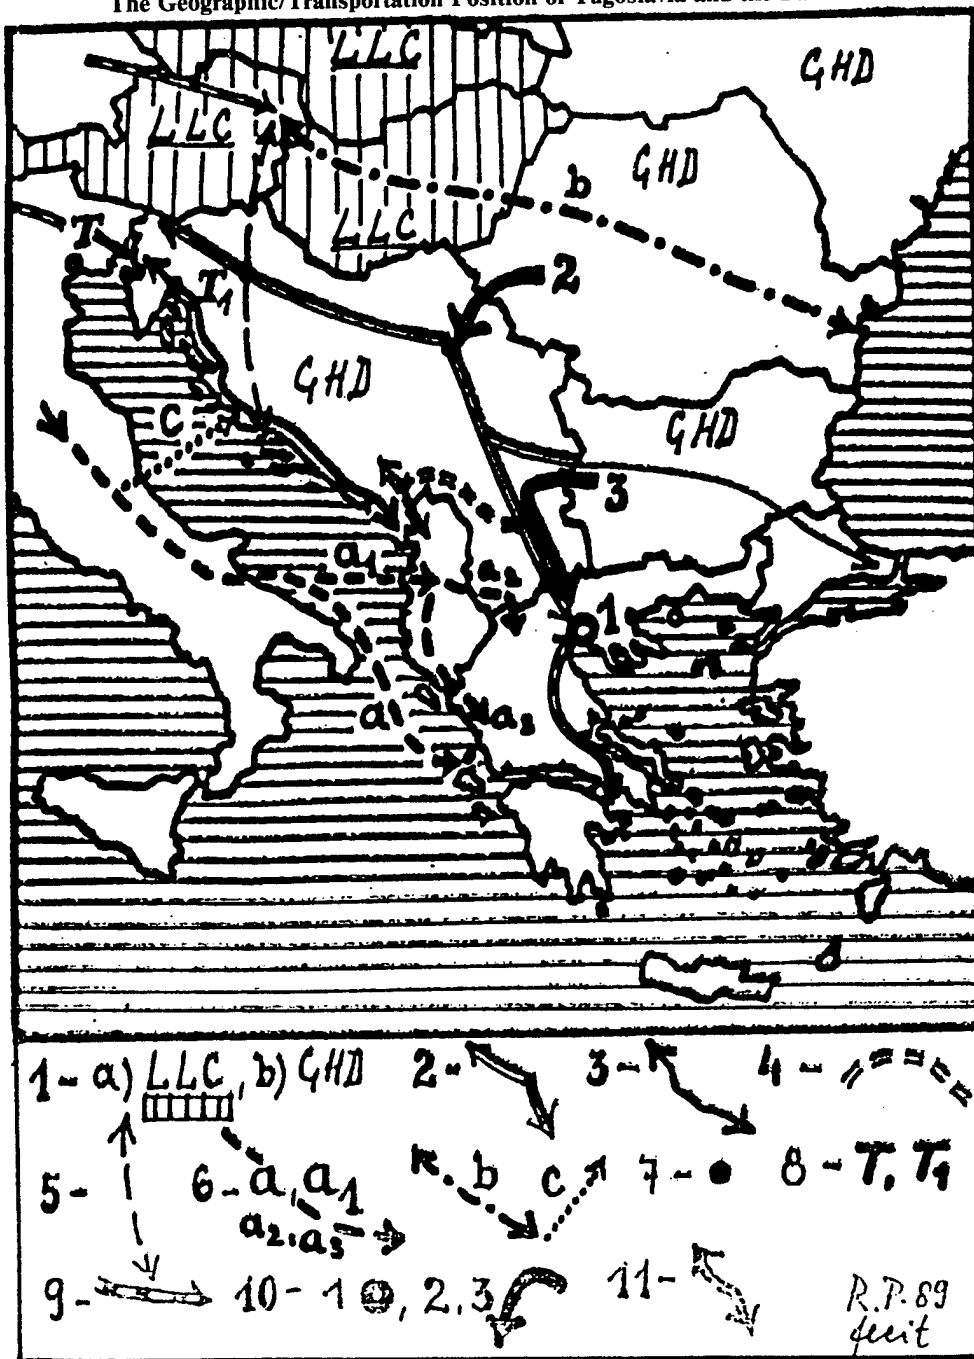 The Geographic/Transportation Position of Yugoslavia and the
LLC
GHD
LLC
GHD
b
LLC
T
T1
2
GHD
C
GHD
3
a1
a2
1
a
a3
1- a) LLC, b) GHD 2- 3- 4-
5- 6- a, a1 b c 7- 8- T, T1
a2, a3
9- 10- 1, 2, 3 11- R.P. 89
fecit